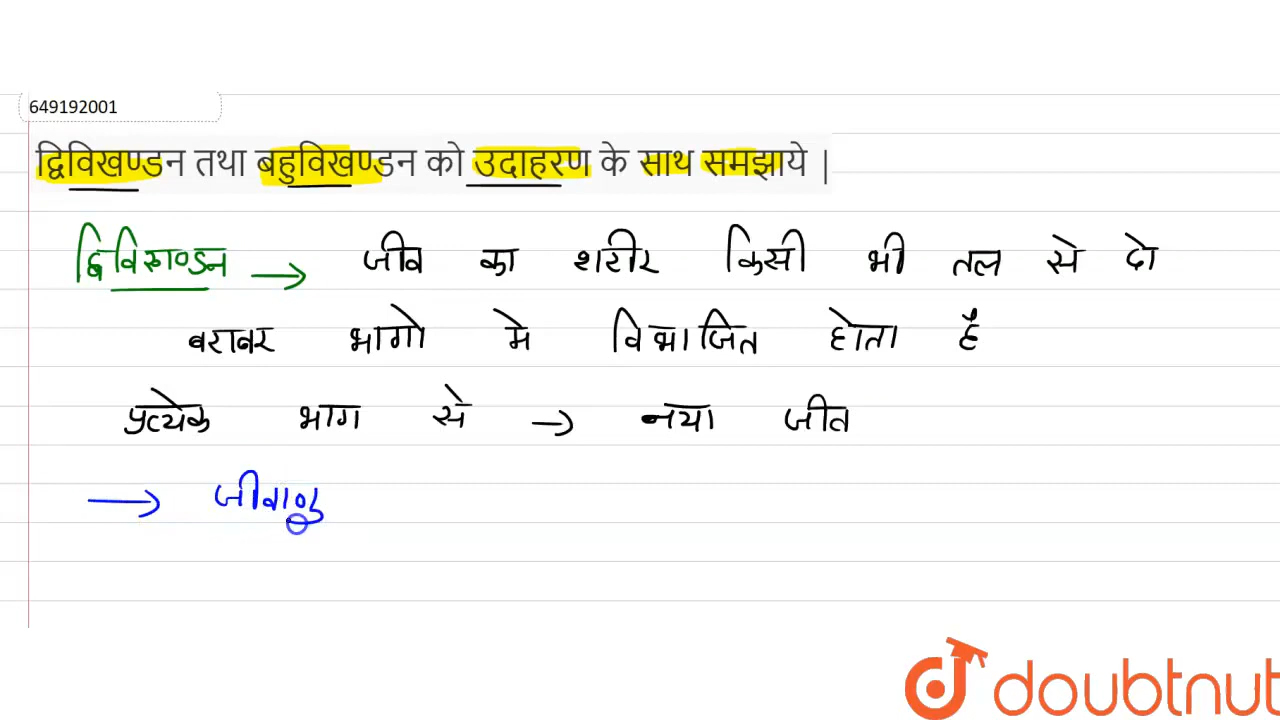 649192001
द्विविखण्डन तथा बहुविखण्डन को उदाहरण के साथ समझाये |
द्विविखण्डन → जीव का शरीर किसी भी तल से दो
बराबर भागो मे विभाजित होता है
प्रत्येक भाग से → नया जीव
→ जीवाणु
doubtnut